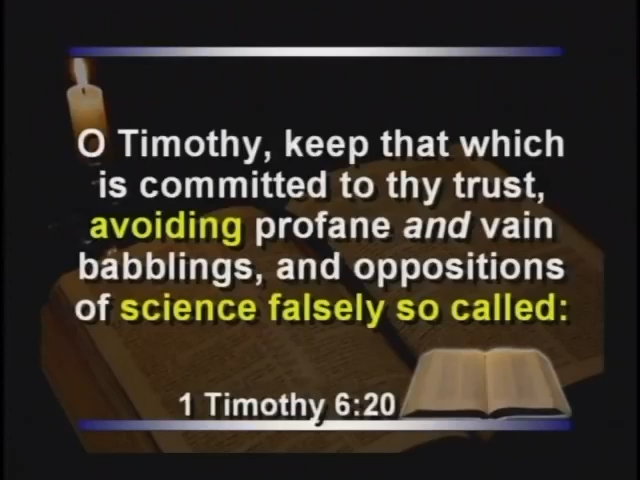 O Timothy, keep that which
is committed to thy trust,
avoiding profane and vain
babblings, and oppositions
of science falsely so called:
1 Timothy 6:20